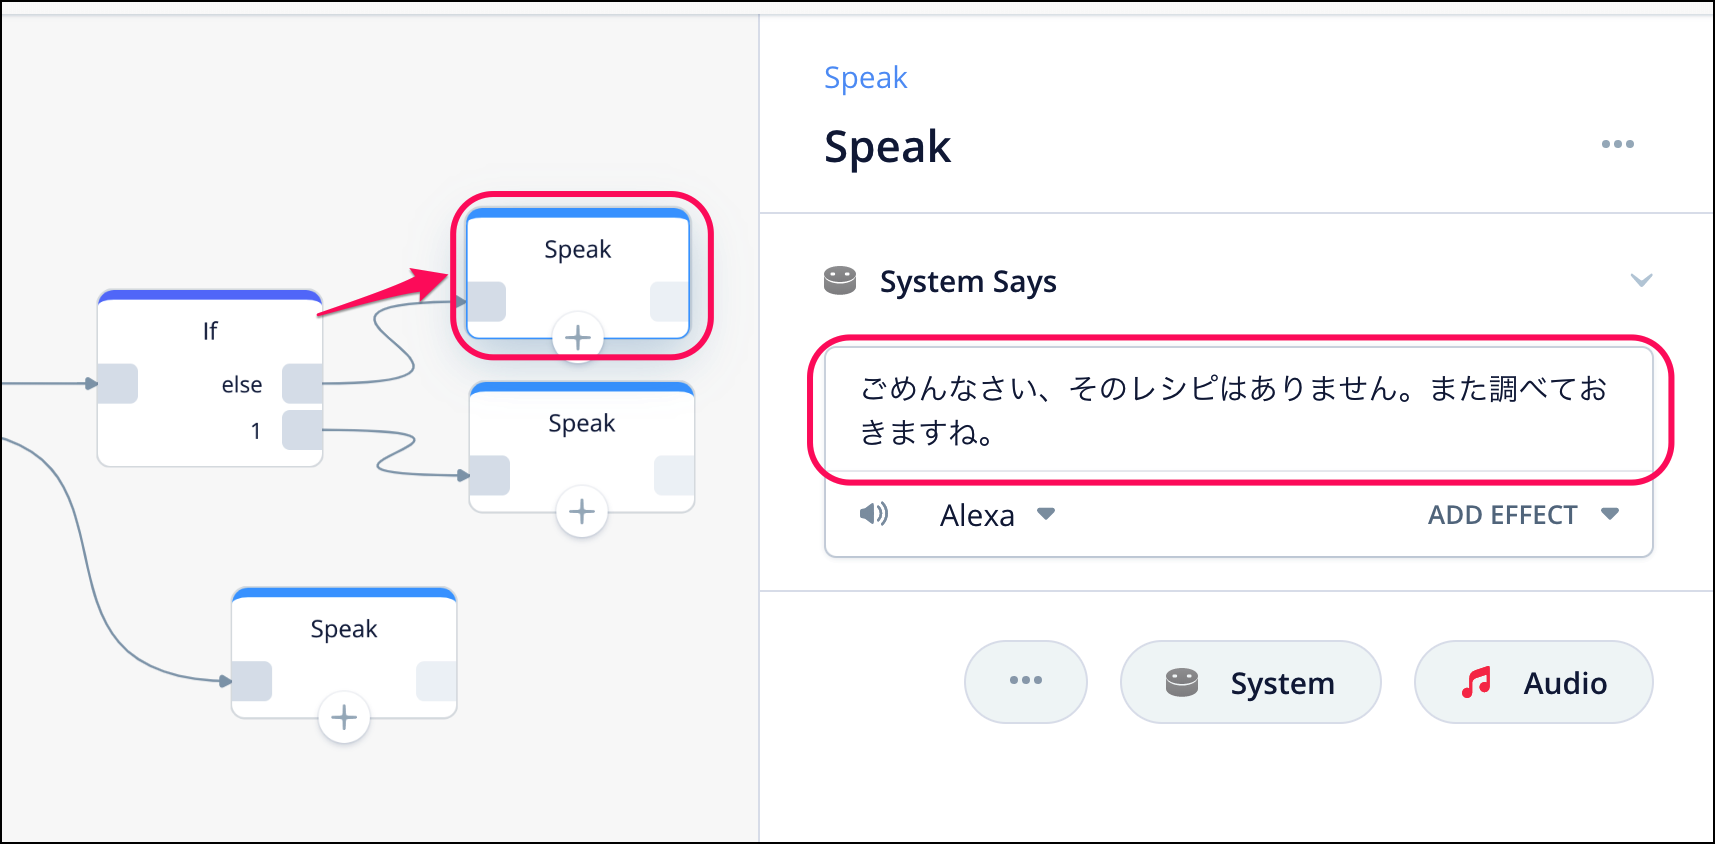 If
else
1
Speak
Speak
Speak
Speak
Speak
System Says
ごめんなさい、そのレシピはありません。また調べてお
きますね。
Alexa
ADD EFFECT
System
Audio